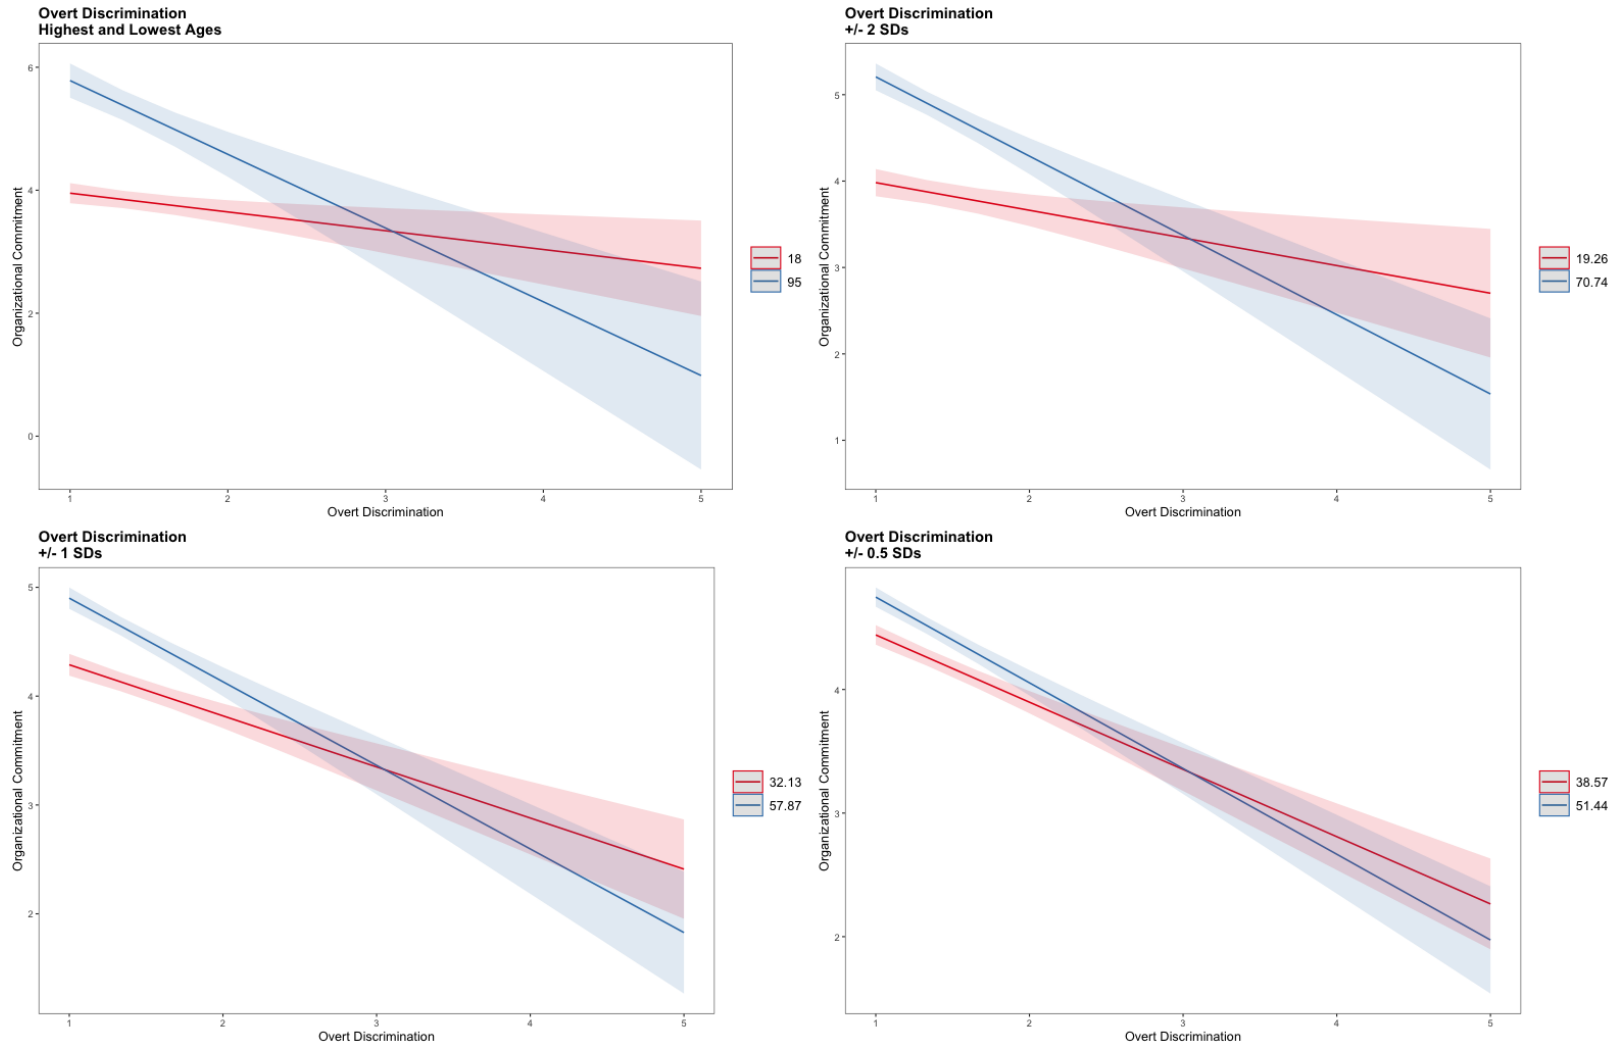 Overt Discrimination
Highest and Lowest Ages
6
4
2
0
Organizational Commitment
1 2 3 4 5
Overt Discrimination
18
95
Overt Discrimination
+/- 2 SDs
5
4
3
2
1
Organizational Commitment
1 2 3 4 5
Overt Discrimination
19.26
70.74
Overt Discrimination
+/- 1 SDs
5
4
3
2
Organizational Commitment
1 2 3 4 5
Overt Discrimination
32.13
57.87
Overt Discrimination
+/- 0.5 SDs
4
3
2
Organizational Commitment
1 2 3 4 5
Overt Discrimination
38.57
51.44